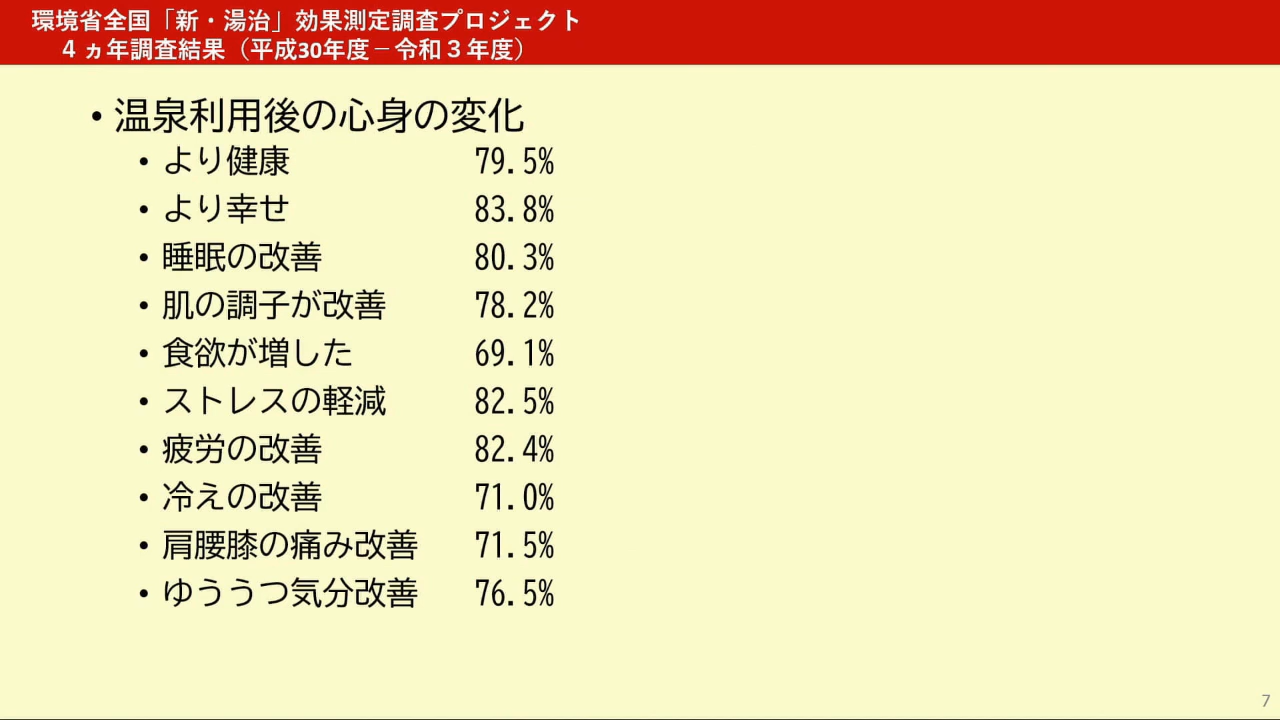 環境省全国「新・湯治」効果測定調査プロジェクト
４ヵ年調査結果（平成30年度－令和３年度）
• 温泉利用後の心身の変化
• より健康 79.5%
• より幸せ 83.8%
• 睡眠の改善 80.3%
• 肌の調子が改善 78.2%
• 食欲が増した 69.1%
• ストレスの軽減 82.5%
• 疲労の改善 82.4%
• 冷えの改善 71.0%
• 肩腰膝の痛み改善 71.5%
• ゆううつ気分改善 76.5%
7